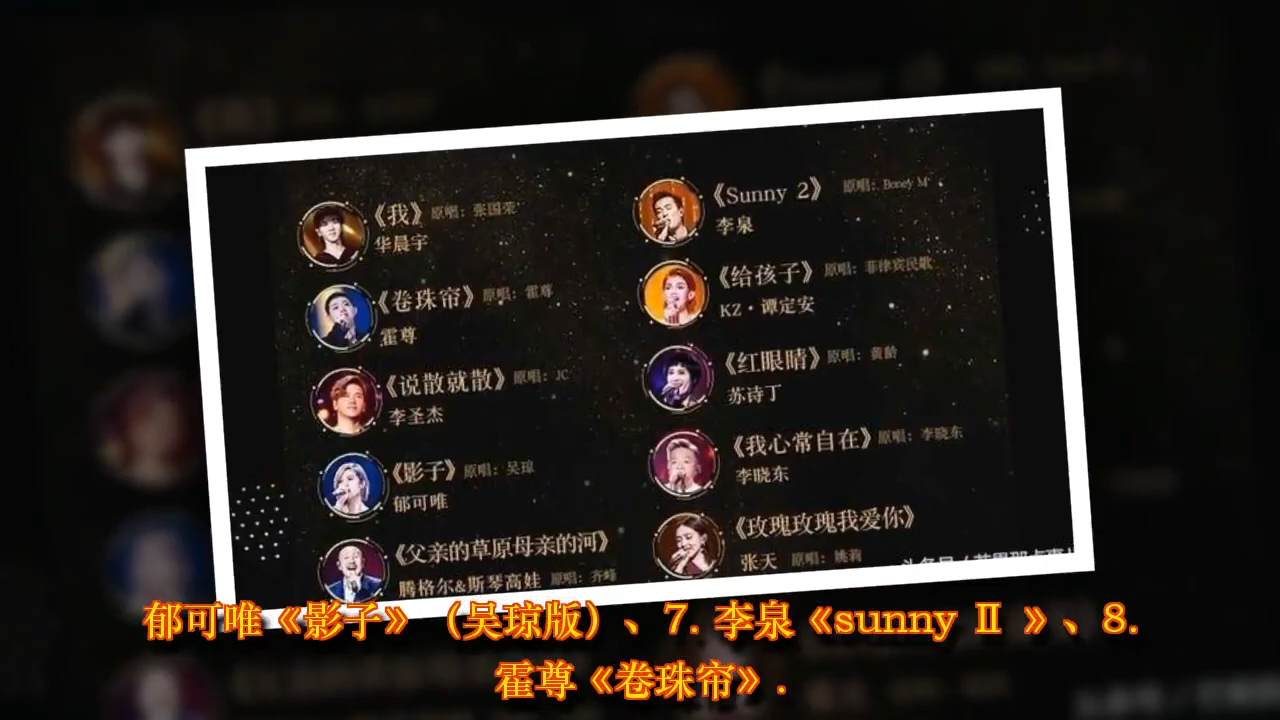 《我》原唱：张国荣
华晨宇
《卷珠帘》原唱：霍尊
霍尊
《说散就散》原唱：JC
李圣杰
《影子》原唱：吴琼
郁可唯
《父亲的草原母亲的河》
腾格尔&斯琴高娃 原唱：齐峰
《Sunny 2》 原唱：Boney M
李泉
《给孩子》原唱：菲律宾民歌
KZ·谭定安
《红眼睛》原唱：黄龄
苏诗丁
《我心常自在》原唱：李晓东
李晓东
《玫瑰玫瑰我爱你》
张天 原唱：姚莉
郁可唯《影子》（吴琼版）、7. 李泉《sunny Ⅱ 》、8.
霍尊《卷珠帘》.